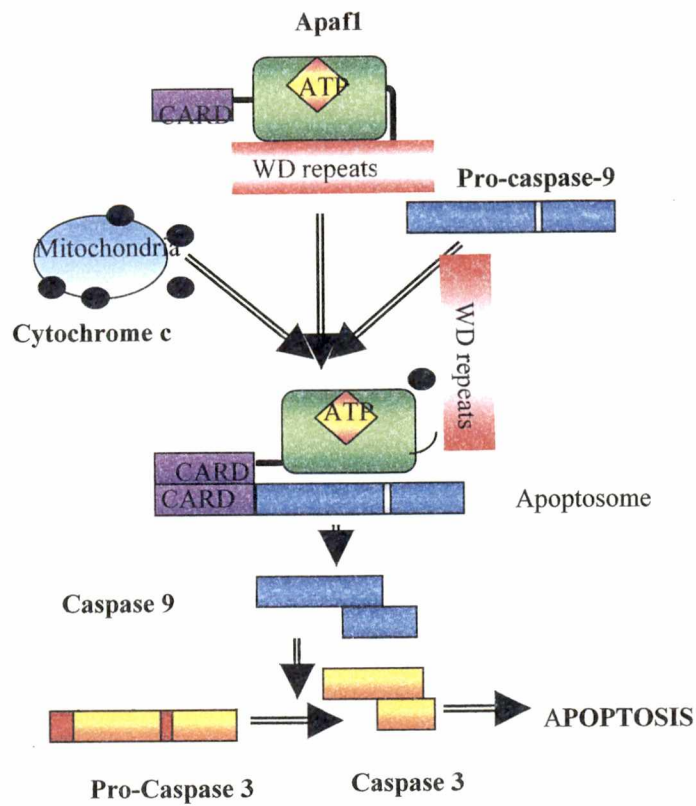 Apaf1
ATP
CARD
WD repeats
Pro-caspase-9
Mitochondria
Cytochrome c
WD repeats
ATP
CARD
CARD
Apoptosome
Caspase 9
APOPTOSIS
Pro-Caspase 3
Caspase 3